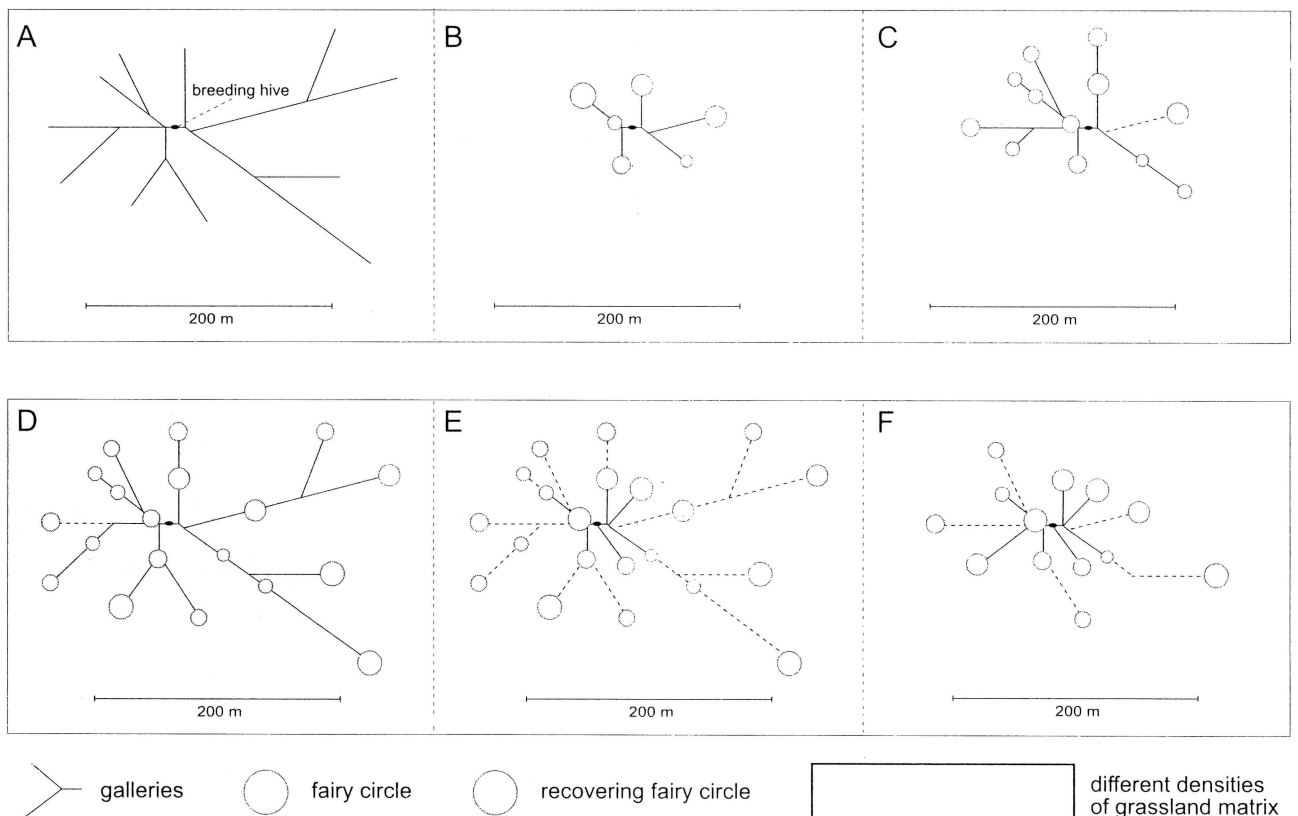 A
breeding hive
200 m
B
200 m
C
200 m
D
200 m
E
200 m
F
200 m
galleries
fairy circle
recovering fairy circle
different densities
of grassland matrix